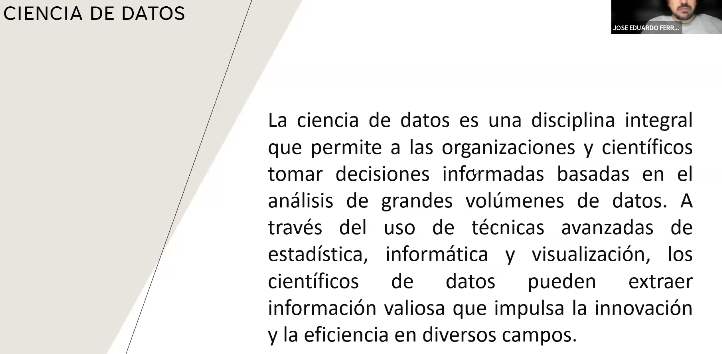 CIENCIA DE DATOS
JOSE EDUARDO FERR...
La ciencia de datos es una disciplina integral
que permite a las organizaciones y científicos
tomar decisiones informadas basadas en el
análisis de grandes volúmenes de datos. A
través del uso de técnicas avanzadas de
estadística, informática y visualización, los
científicos de datos pueden extraer
información valiosa que impulsa la innovación
y la eficiencia en diversos campos.